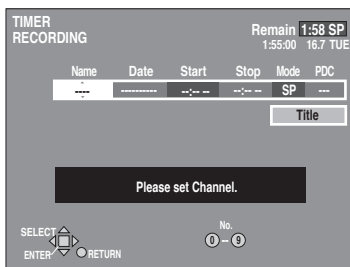 TIMER
RECORDING
Remain 1:58 SP
1:55:00 16.7 TUE
Name Date Start Stop Mode PDC
---- ---------- --:-- -- --:-- -- SP ---
Title
Please set Channel.
SELECT
ENTER RETURN
No.
0 – 9